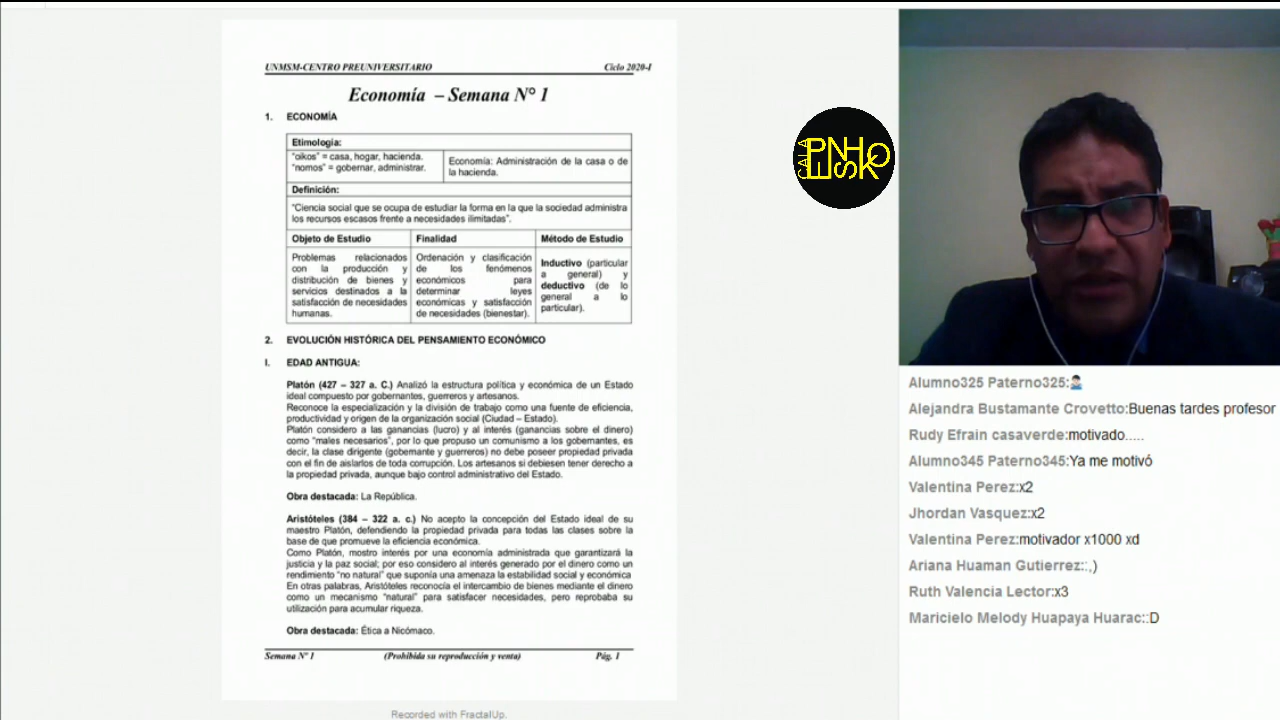 UNMSM-CENTRO PREUNIVERSITARIO Ciclo 2020-I
Economía – Semana N° 1
1. ECONOMÍA
Etimología:
"oikos" = casa, hogar, hacienda.
"nomos" = gobernar, administrar.
Economía: Administración de la casa o de
la hacienda.
Definición:
"Ciencia social que se ocupa de estudiar la forma en la que la sociedad administra
los recursos escasos frente a necesidades ilimitadas".
Objeto de Estudio
Problemas relacionados
con la producción y
distribución de bienes y
servicios destinados a la
satisfacción de necesidades
humanas.
Finalidad
Ordenación y clasificación
de los fenómenos
económicos para
determinar leyes
económicas y satisfacción
de necesidades (bienestar).
Método de Estudio
Inductivo (particular
a general) y
deductivo (de lo
general a lo
particular).
2. EVOLUCIÓN HISTÓRICA DEL PENSAMIENTO ECONÓMICO
I. EDAD ANTIGUA:
Platón (427 – 327 a. C.) Analizó la estructura política y económica de un Estado
ideal compuesto por gobernantes, guerreros y artesanos.
Reconoce la especialización y la división de trabajo como una fuente de eficiencia,
productividad y origen de la organización social (Ciudad – Estado).
Platón considero a las ganancias (lucro) y al interés (ganancias sobre el dinero)
como "males necesarios", por lo que propuso un comunismo a los gobernantes, es
decir, la clase dirigente (gobernante y guerreros) no debe poseer propiedad privada
con el fin de aislarlos de toda corrupción. Los artesanos si debiesen tener derecho a
la propiedad privada, aunque bajo control administrativo del Estado.
Obra destacada: La República.
Aristóteles (384 – 322 a. c.) No acepto la concepción del Estado ideal de su
maestro Platón, defendiendo la propiedad privada para todas las clases sobre la
base de que promueve la eficiencia económica.
Como Platón, mostro interés por una economía administrada que garantizará la
justicia y la paz social; por eso considero al interés generado por el dinero como un
rendimiento "no natural" que suponía una amenaza la estabilidad social y económica
En otras palabras, Aristóteles reconocía el intercambio de bienes mediante el dinero
como un mecanismo "natural" para satisfacer necesidades, pero reprobaba su
utilización para acumular riqueza.
Obra destacada: Ética a Nicómaco.
Semana Nº 1 (Prohibida su reproducción y venta) Pág. 1
Recorded with FractalUp.
Alumno325 Paterno325:
Alejandra Bustamante Crovetto:Buenas tardes profesor
Rudy Efrain casaverde:motivado.....
Alumno345 Paterno345:Ya me motivó
Valentina Perez:x2
Jhordan Vasquez:x2
Valentina Perez:motivador x1000 xd
Ariana Huaman Gutierrez:;,)
Ruth Valencia Lector:x3
Maricielo Melody Huapaya Huarac::D